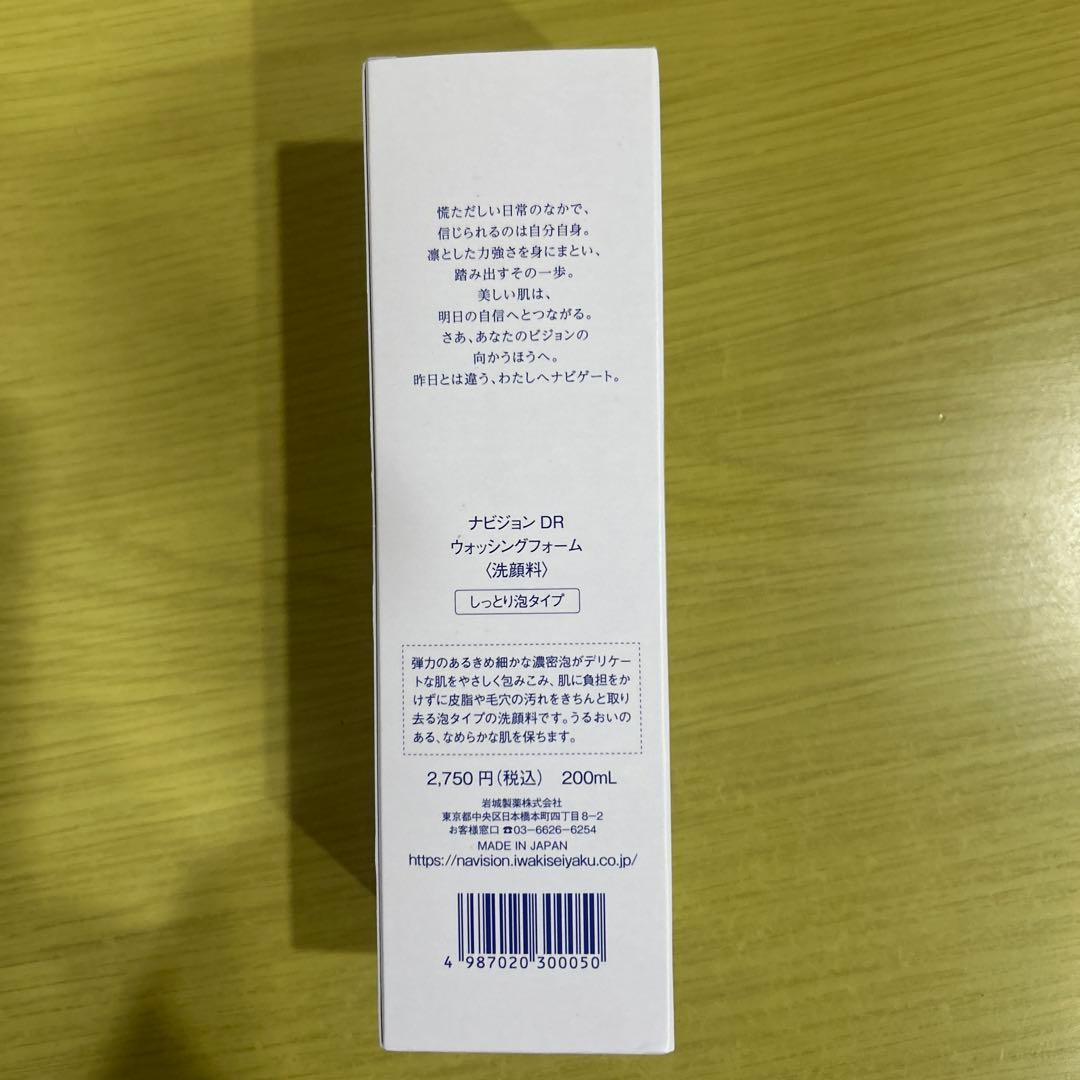 慌ただしい日常のなかで、
信じられるのは自分自身。
凛とした力強さを身にまとい、
踏み出すその一歩。
美しい肌は、
明日の自信へとつながる。
さあ、あなたのビジョンの
向かうほうへ。
昨日とは違う、わたしへナビゲート。
ナビジョン DR
ウォッシングフォーム
〈洗顔料〉
しっとり泡タイプ
弾力のあるきめ細かな濃密泡がデリケー
トな肌をやさしく包みこみ、肌に負担をか
けずに皮脂や毛穴の汚れをきちんと取り
去る泡タイプの洗顔料です。うるおいの
ある、なめらかな肌を保ちます。
2,750 円(税込) 200mL
岩城製薬株式会社
東京都中央区日本橋本町四丁目8-2
お客様窓口 ☎03-6626-6254
MADE IN JAPAN
https://navision.iwakiseiyaku.co.jp/
4 987020 300050